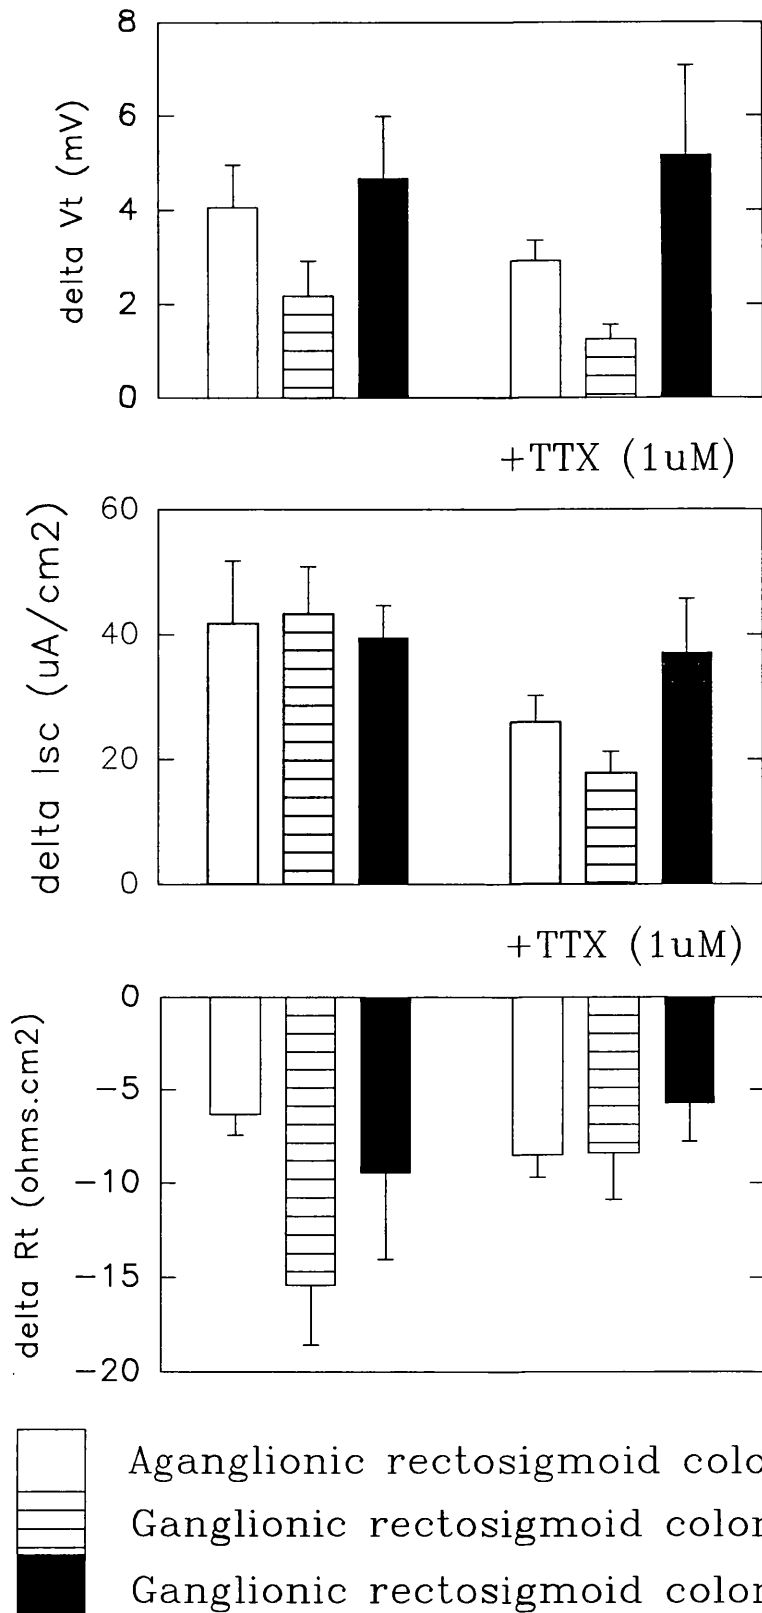 8
6
4
2
0
delta Vt (mV)
+TTX (1uM)
60
40
20
0
delta Isc (uA/cm2)
+TTX (1uM)
0
−5
−10
−15
−20
delta Rt (ohms.cm2)
Aganglionic rectosigmoid colo
Ganglionic rectosigmoid colon
Ganglionic rectosigmoid colon